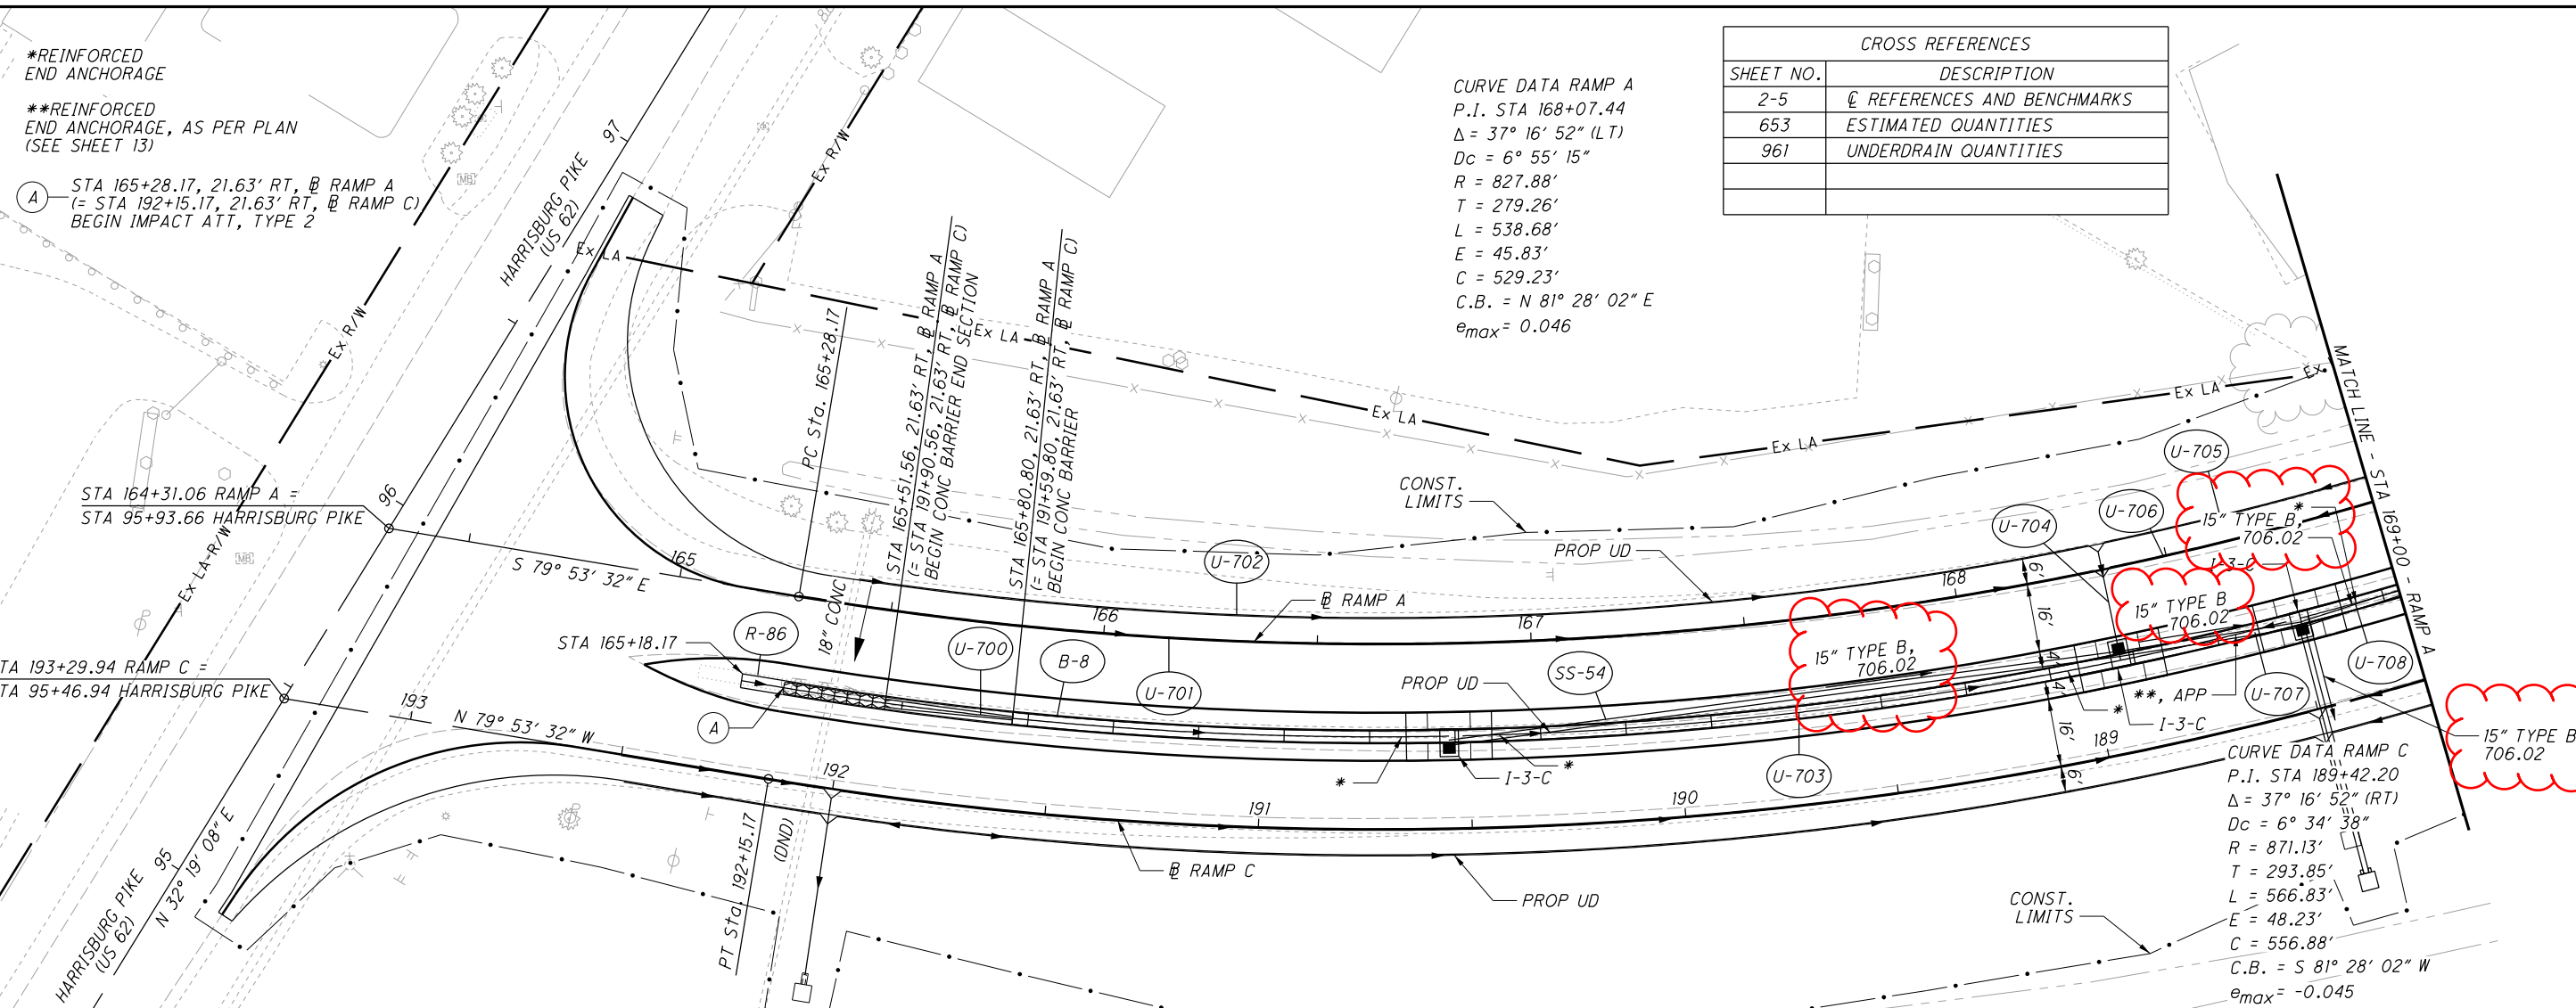 *REINFORCED
END ANCHORAGE
**REINFORCED
END ANCHORAGE, AS PER PLAN
(SEE SHEET 13)
A
STA 165+28.17, 21.63' RT, ℄ RAMP A
(= STA 192+15.17, 21.63' RT, ℄ RAMP C)
BEGIN IMPACT ATT, TYPE 2
CURVE DATA RAMP A
P.I. STA 168+07.44
Δ = 37° 16' 52" (LT)
Dc = 6° 55' 15"
R = 827.88'
T = 279.26'
L = 538.68'
E = 45.83'
C = 529.23'
C.B. = N 81° 28' 02" E
emax = 0.046
CROSS REFERENCES
SHEET NO. DESCRIPTION
2-5 ℄ REFERENCES AND BENCHMARKS
653 ESTIMATED QUANTITIES
961 UNDERDRAIN QUANTITIES
97
HARRISBURG PIKE
(US 62)
Ex R/W
Ex R/W
MB
Ex LA
Ex LA
Ex LA
Ex LA
Ex LA
Ex
PC Sta. 165+28.17
STA 165+51.56, 21.63' RT, ℄ RAMP A
(= STA 191+90.56, 21.63' RT, ℄ RAMP C)
BEGIN CONC BARRIER END SECTION
STA 165+80.80, 21.63' RT, ℄ RAMP A
(= STA 191+59.80, 21.63' RT, ℄ RAMP C)
BEGIN CONC BARRIER
MATCH LINE - STA 169+00 - RAMP A
STA 164+31.06 RAMP A =
STA 95+93.66 HARRISBURG PIKE
96
Ex LA-R/W
MB
S 79° 53' 32" E
165
18" CONC
U-702
CONST.
LIMITS
PROP UD
U-704
U-706
U-705
15" TYPE B,
706.02
*
I-3-C
166
℄ RAMP A
167
168
6'
16'
4'
4'
16'
6'
15" TYPE B
706.02
15" TYPE B,
706.02
STA 165+18.17
R-86
U-700
B-8
U-701
PROP UD
SS-54
U-703
**, APP
*
I-3-C
U-707
U-708
15" TYPE B
706.02
TA 193+29.94 RAMP C =
TA 95+46.94 HARRISBURG PIKE
193
N 79° 53' 32" W
A
192
191
190
189
*
I-3-C
*
℄ RAMP C
PROP UD
PT Sta. 192+15.17
(DND)
95
N 32° 19' 08" E
HARRISBURG PIKE
(US 62)
CONST.
LIMITS
CURVE DATA RAMP C
P.I. STA 189+42.20
Δ = 37° 16' 52" (RT)
Dc = 6° 34' 38"
R = 871.13'
T = 293.85'
L = 566.83'
E = 48.23'
C = 556.88'
C.B. = S 81° 28' 02" W
emax = -0.045